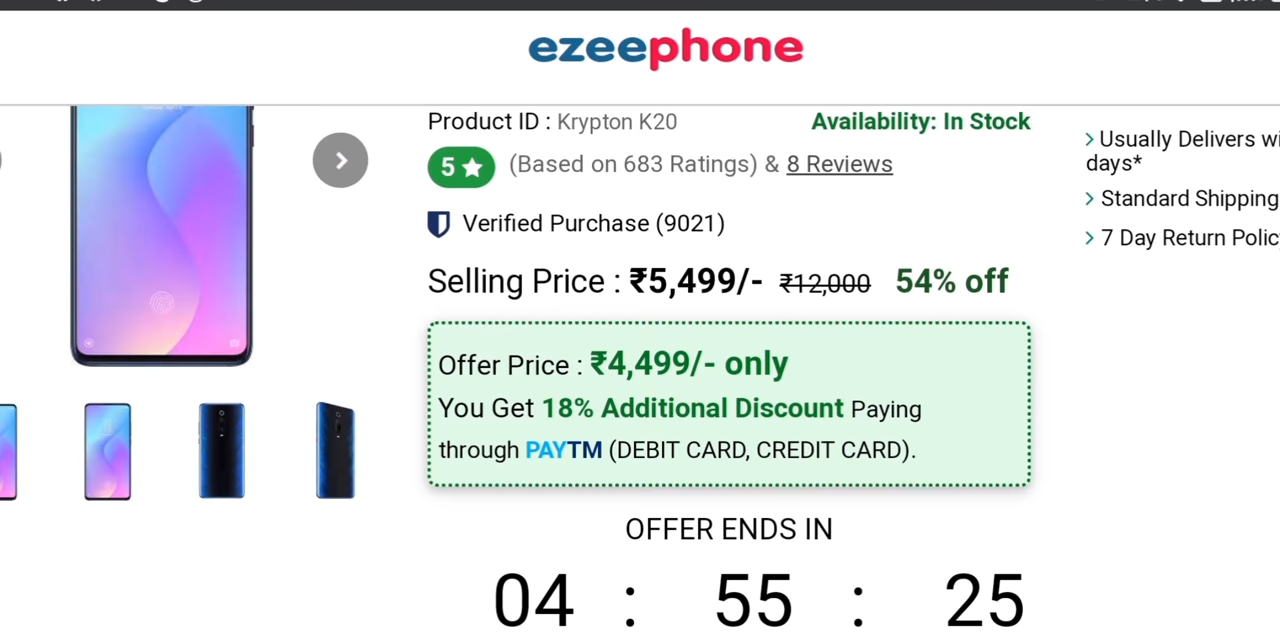 ezeephone
Product ID : Krypton K20
Availability: In Stock
5 ★ (Based on 683 Ratings) & 8 Reviews
Verified Purchase (9021)
Selling Price : ₹5,499/- ₹12,000 54% off
Offer Price : ₹4,499/- only
You Get 18% Additional Discount Paying
through PAYTM (DEBIT CARD, CREDIT CARD).
OFFER ENDS IN
04 : 55 : 25
Usually Delivers
days*
Standard Shipping
7 Day Return